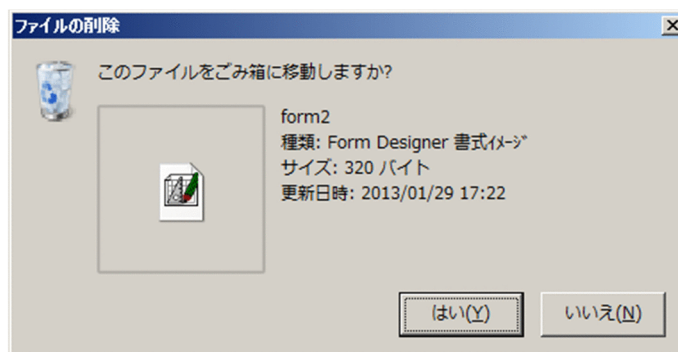 ファイルの削除
このファイルをごみ箱に移動しますか?
form2
種類: Form Designer 書式ｲﾒｰｼﾞ
サイズ: 320 バイト
更新日時: 2013/01/29 17:22
はい(Y)
いいえ(N)